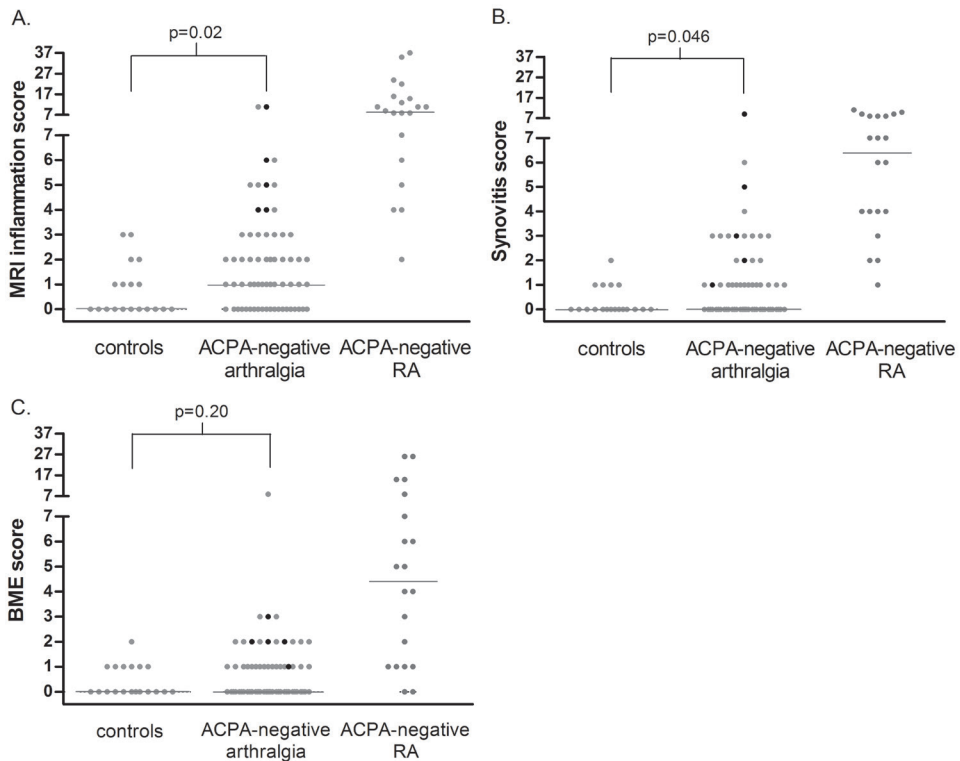 A.
p=0.02
MRI inflammation score
37
27
17
7
7
6
5
4
3
2
1
0
controls
ACPA-negative
arthralgia
ACPA-negative
RA
B.
p=0.046
Synovitis score
37
27
17
7
7
6
5
4
3
2
1
0
controls
ACPA-negative
arthralgia
ACPA-negative
RA
C.
p=0.20
BME score
37
27
17
7
7
6
5
4
3
2
1
0
controls
ACPA-negative
arthralgia
ACPA-negative
RA